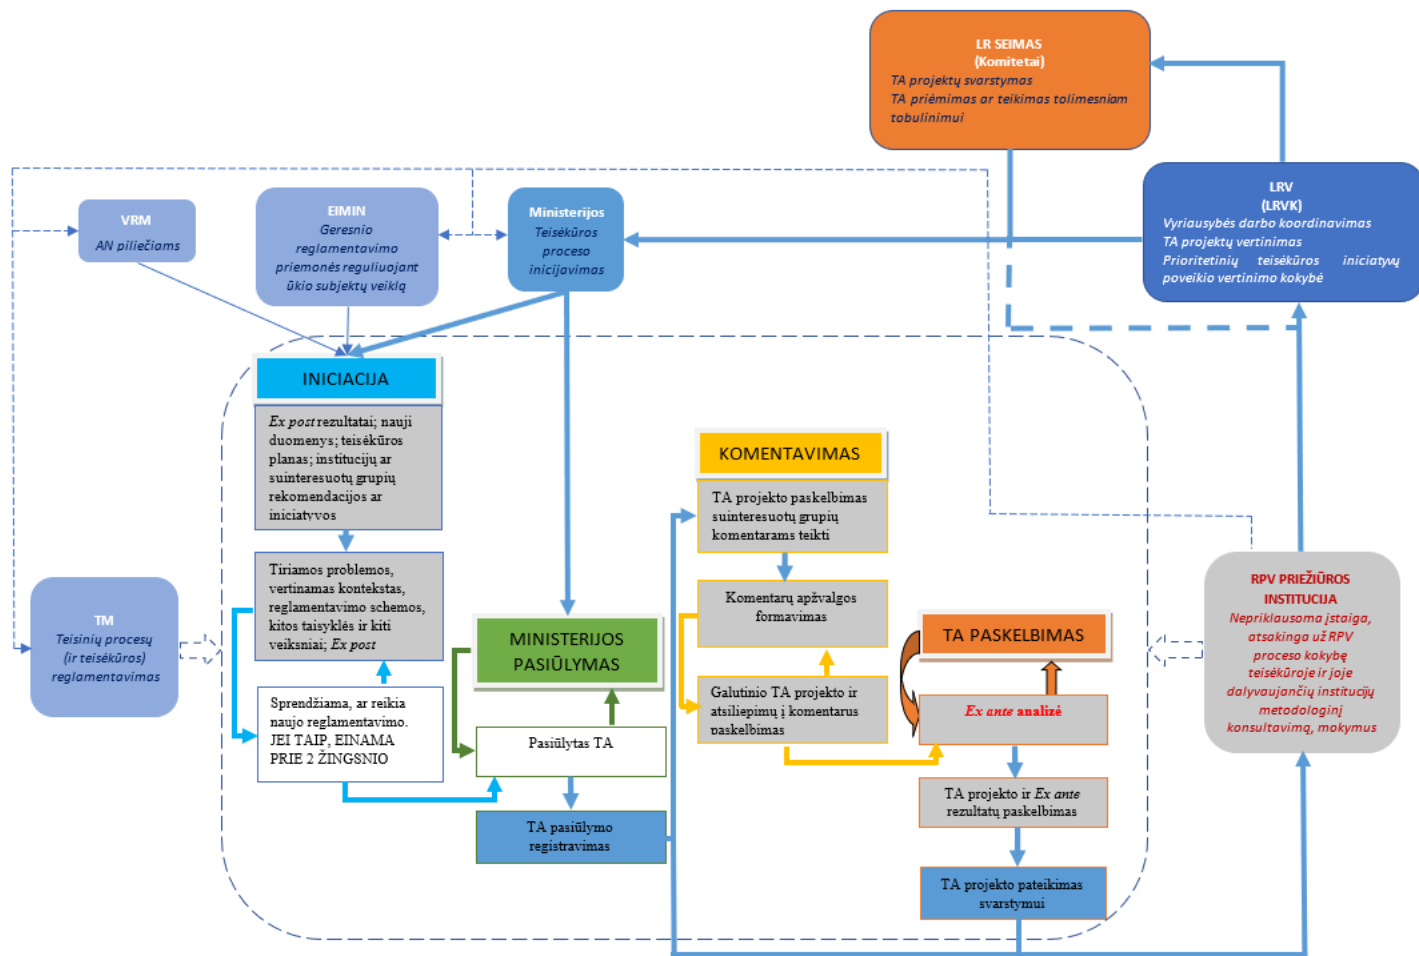 LR SEIMAS
(Komitetai)
TA projektų svarstymas
TA priėmimas ar teikimas tolimesniam
tobulinimui
LRV
(LRVK)
Vyriausybės darbo koordinavimas
TA projektų vertinimas
Prioritetinių teisėkūros iniciatyvų
poveikio vertinimo kokybė
VRM
AN piliečiams
EIMIN
Geresnio
reglamentavimo
priemonės reguliuojant
ūkio subjektų veiklą
Ministerijos
Teisėkūros
proceso
inicijavimas
INICIACIJA
Ex post rezultatai; nauji
duomenys; teisėkūros
planas; institucijų ar
suinteresuotų grupių
rekomendacijos ar
iniciatyvos
Tiriamos problemos,
vertinamas kontekstas,
reglamentavimo schemos,
kitos taisyklės ir kiti
veiksniai; Ex post
Sprendžiama, ar reikia
naujo reglamentavimo.
JEI TAIP, EINAMA
PRIE 2 ŽINGSNIO
TM
Teisinių procesų
(ir teisėkūros)
reglamentavimas
MINISTERIJOS
PASIŪLYMAS
Pasiūlytas TA
TA pasiūlymo
registravimas
KOMENTAVIMAS
TA projekto paskelbimas
suinteresuotų grupių
komentarams teikti
Komentarų apžvalgos
formavimas
Galutinio TA projekto ir
atsiliepimų į komentarus
paskelbimas
TA PASKELBIMAS
Ex ante analizė
TA projekto ir Ex ante
rezultatų paskelbimas
TA projekto pateikimas
svarstymui
RPV PRIEŽIŪROS
INSTITUCIJA
Nepriklausoma įstaiga,
atsakinga už RPV
proceso kokybę
teisėkūroje ir joje
dalyvaujančių institucijų
metodologinį
konsultavimą, mokymus